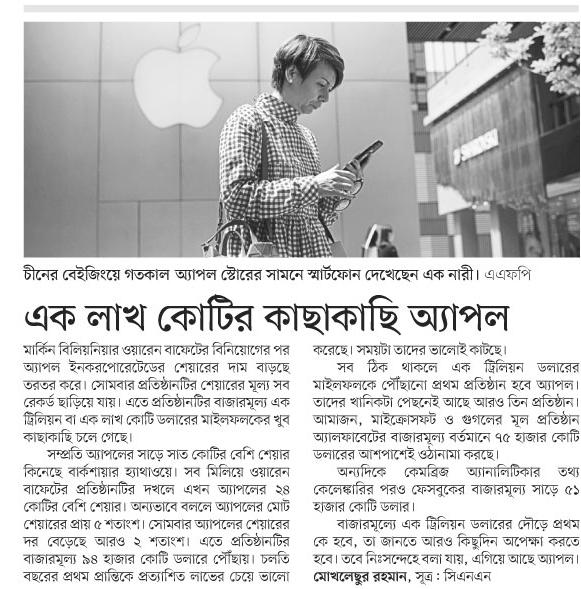 চীনের বেইজিংয়ে গতকাল অ্যাপল স্টোরের সামনে স্মার্টফোন দেখেছেন এক নারী। এএফপি
এক লাখ কোটির কাছাকাছি অ্যাপল
মার্কিন বিলিয়নিয়ার ওয়ারেন বাফেটের বিনিয়োগের পর
অ্যাপল ইনকরপোরেটেডের শেয়ারের দাম বাড়ছে
তরতর করে। সোমবার প্রতিষ্ঠানটির শেয়ারের মূল্য সব
রেকর্ড ছাড়িয়ে যায়। এতে প্রতিষ্ঠানটির বাজারমূল্য এক
ট্রিলিয়ন বা এক লাখ কোটি ডলারের মাইলফলকের খুব
কাছাকাছি চলে গেছে।
সম্প্রতি অ্যাপলের সাড়ে সাত কোটির বেশি শেয়ার
কিনেছে বার্কশায়ার হ্যাথাওয়ে। সব মিলিয়ে ওয়ারেন
বাফেটের প্রতিষ্ঠানটির দখলে এখন অ্যাপলের ২৪
কোটির বেশি শেয়ার। অন্যভাবে বললে অ্যাপলের মোট
শেয়ারের প্রায় ৫ শতাংশ। সোমবার অ্যাপলের শেয়ারের
দর বেড়েছে আরও ২ শতাংশ। এতে প্রতিষ্ঠানটির
বাজারমূল্য ৯৪ হাজার কোটি ডলারে পৌঁছায়। চলতি
বছরের প্রথম প্রান্তিকে প্রত্যাশিত লাভের চেয়ে ভালো
করেছে। সময়টা তাদের ভালোই কাটছে।
সব ঠিক থাকলে এক ট্রিলিয়ন ডলারের
মাইলফলকে পৌঁছানো প্রথম প্রতিষ্ঠান হবে অ্যাপল।
তাদের খানিকটা পেছনেই আছে আরও তিন প্রতিষ্ঠান।
আমাজন, মাইক্রোসফট ও গুগলের মূল প্রতিষ্ঠান
অ্যালফাবেটের বাজারমূল্য বর্তমানে ৭৫ হাজার কোটি
ডলারের আশপাশেই ওঠানামা করছে।
অন্যদিকে কেমব্রিজ অ্যানালিটিকার তথ্য
কেলেঙ্কারির পরও ফেসবুকের বাজারমূল্য সাড়ে ৫১
হাজার কোটি ডলার।
বাজারমূল্যে এক ট্রিলিয়ন ডলারের দৌড়ে প্রথম
কে হবে, তা জানতে আরও কিছুদিন অপেক্ষা করতে
হবে। তবে নিঃসন্দেহে বলা যায়, এগিয়ে আছে অ্যাপল।
মোখলেছুর রহমান, সূত্র : সিএনএন